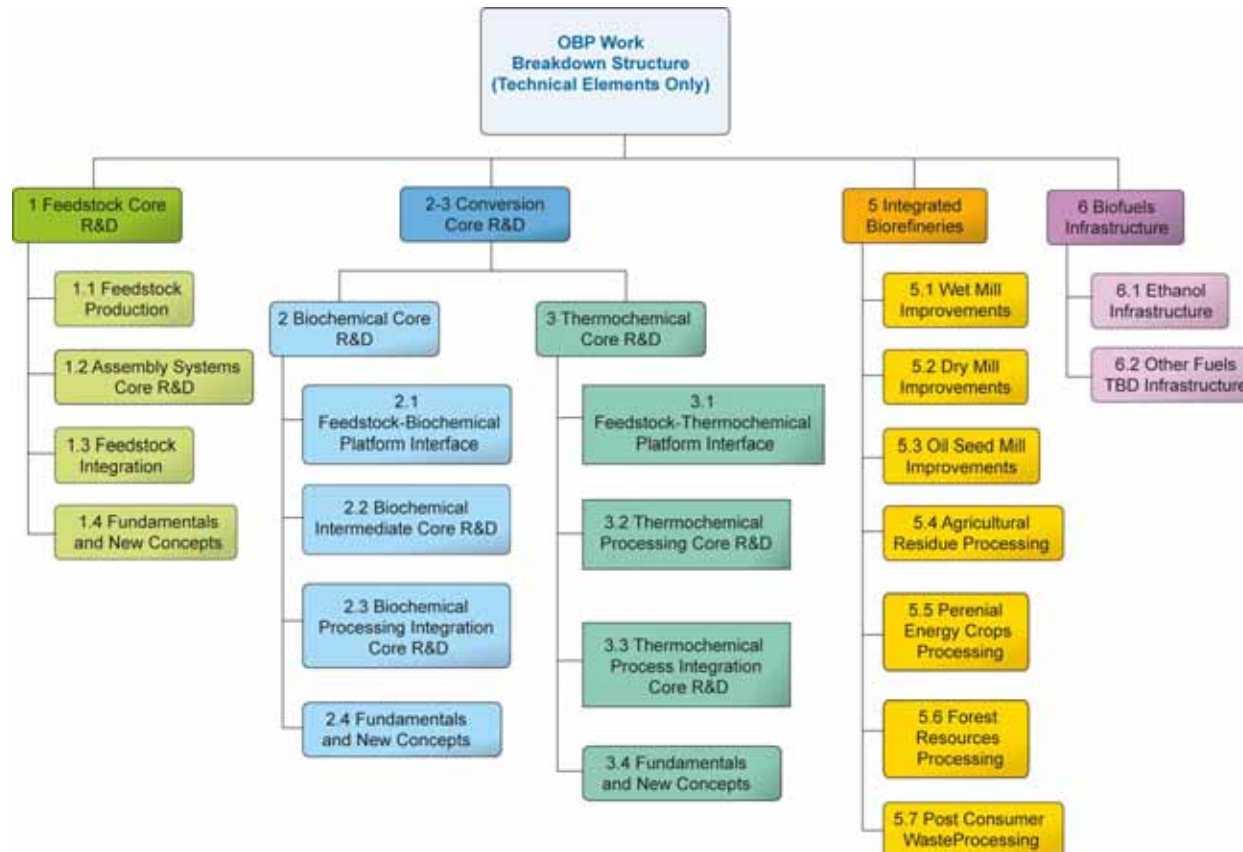 OBP Work
Breakdown Structure
(Technical Elements Only)
1 Feedstock Core
R&D
1.1 Feedstock
Production
1.2 Assembly Systems
Core R&D
1.3 Feedstock
Integration
1.4 Fundamentals
and New Concepts
2-3 Conversion
Core R&D
2 Biochemical Core
R&D
2.1
Feedstock-Biochemical
Platform Interface
2.2 Biochemical
Intermediate Core R&D
2.3 Biochemical
Processing Integration
Core R&D
2.4 Fundamentals
and New Concepts
3 Thermochemical
Core R&D
3.1
Feedstock-Thermochemical
Platform Interface
3.2 Thermochemical
Processing Core R&D
3.3 Thermochemical
Process Integration
Core R&D
3.4 Fundamentals
and New Concepts
5 Integrated
Biorefineries
5.1 Wet Mill
Improvements
5.2 Dry Mill
Improvements
5.3 Oil Seed Mill
Improvements
5.4 Agricultural
Residue Processing
5.5 Perenial
Energy Crops
Processing
5.6 Forest
Resources
Processing
5.7 Post Consumer
WasteProcessing
6 Biofuels
Infrastructure
6.1 Ethanol
Infrastructure
6.2 Other Fuels
TBD Infrastructure